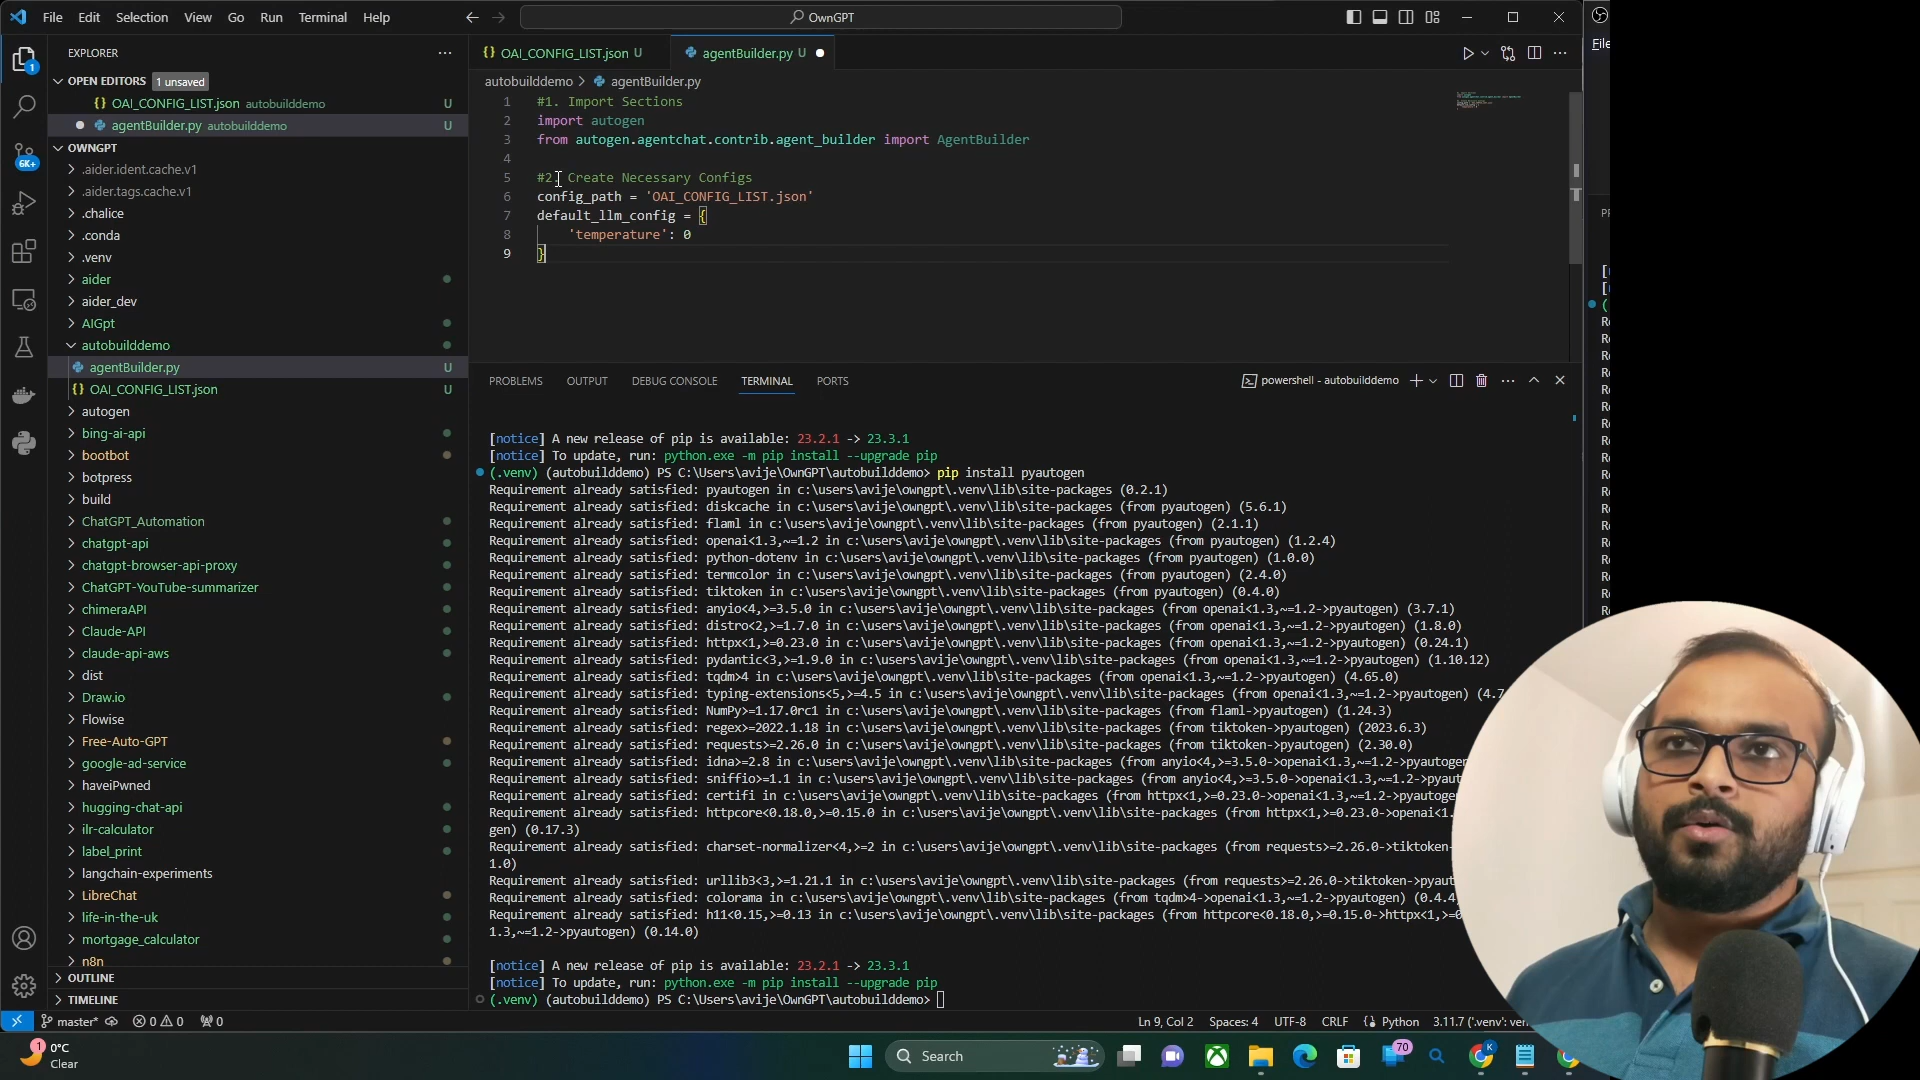 File Edit Selection View Go Run Terminal Help
OwnGPT
File
EXPLORER
OPEN EDITORS 1 unsaved
OAI_CONFIG_LIST.json autobuilddemo U
agentBuilder.py autobuilddemo U
OWNGPT
.aider.ident.cache.v1
.aider.tags.cache.v1
.chalice
.conda
.venv
aider
aider_dev
AIGpt
autobuilddemo
agentBuilder.py U
OAI_CONFIG_LIST.json U
autogen
bing-ai-api
bootbot
botpress
build
ChatGPT_Automation
chatgpt-api
chatgpt-browser-api-proxy
ChatGPT-YouTube-summarizer
chimeraAPI
Claude-API
claude-api-aws
dist
Draw.io
Flowise
Free-Auto-GPT
google-ad-service
haveiPwned
hugging-chat-api
ilr-calculator
label_print
langchain-experiments
LibreChat
life-in-the-uk
mortgage_calculator
n8n
OUTLINE
TIMELINE
1
6K+
OAI_CONFIG_LIST.json U
agentBuilder.py U
autobuilddemo > agentBuilder.py
1 #1. Import Sections
2 import autogen
3 from autogen.agentchat.contrib.agent_builder import AgentBuilder
4
5 #2. Create Necessary Configs
6 config_path = 'OAI_CONFIG_LIST.json'
7 default_llm_config = {
8 'temperature': 0
9 }
PROBLEMS OUTPUT DEBUG CONSOLE TERMINAL PORTS
powershell - autobuilddemo
[notice] A new release of pip is available: 23.2.1 -> 23.3.1
[notice] To update, run: python.exe -m pip install --upgrade pip
(.venv) (autobuilddemo) PS C:\Users\avije\OwnGPT\autobuilddemo> pip install pyautogen
Requirement already satisfied: pyautogen in c:\users\avije\owngpt\.venv\lib\site-packages (0.2.1)
Requirement already satisfied: diskcache in c:\users\avije\owngpt\.venv\lib\site-packages (from pyautogen) (5.6.1)
Requirement already satisfied: flaml in c:\users\avije\owngpt\.venv\lib\site-packages (from pyautogen) (2.1.1)
Requirement already satisfied: openai<1.3,~=1.2 in c:\users\avije\owngpt\.venv\lib\site-packages (from pyautogen) (1.2.4)
Requirement already satisfied: python-dotenv in c:\users\avije\owngpt\.venv\lib\site-packages (from pyautogen) (1.0.0)
Requirement already satisfied: termcolor in c:\users\avije\owngpt\.venv\lib\site-packages (from pyautogen) (2.4.0)
Requirement already satisfied: tiktoken in c:\users\avije\owngpt\.venv\lib\site-packages (from pyautogen) (0.4.0)
Requirement already satisfied: anyio<4,>=3.5.0 in c:\users\avije\owngpt\.venv\lib\site-packages (from openai<1.3,~=1.2->pyautogen) (3.7.1)
Requirement already satisfied: distro<2,>=1.7.0 in c:\users\avije\owngpt\.venv\lib\site-packages (from openai<1.3,~=1.2->pyautogen) (1.8.0)
Requirement already satisfied: httpx<1,>=0.23.0 in c:\users\avije\owngpt\.venv\lib\site-packages (from openai<1.3,~=1.2->pyautogen) (0.24.1)
Requirement already satisfied: pydantic<3,>=1.9.0 in c:\users\avije\owngpt\.venv\lib\site-packages (from openai<1.3,~=1.2->pyautogen) (1.10.12)
Requirement already satisfied: tqdm>4 in c:\users\avije\owngpt\.venv\lib\site-packages (from openai<1.3,~=1.2->pyautogen) (4.65.0)
Requirement already satisfied: typing-extensions<5,>=4.5 in c:\users\avije\owngpt\.venv\lib\site-packages (from openai<1.3,~=1.2->pyautogen) (4.7
Requirement already satisfied: NumPy>=1.17.0rc1 in c:\users\avije\owngpt\.venv\lib\site-packages (from flaml->pyautogen) (1.24.3)
Requirement already satisfied: regex>=2022.1.18 in c:\users\avije\owngpt\.venv\lib\site-packages (from tiktoken->pyautogen) (2023.6.3)
Requirement already satisfied: requests>=2.26.0 in c:\users\avije\owngpt\.venv\lib\site-packages (from tiktoken->pyautogen) (2.30.0)
Requirement already satisfied: idna>=2.8 in c:\users\avije\owngpt\.venv\lib\site-packages (from anyio<4,>=3.5.0->openai<1.3,~=1.2->pyautogen
Requirement already satisfied: sniffio>=1.1 in c:\users\avije\owngpt\.venv\lib\site-packages (from anyio<4,>=3.5.0->openai<1.3,~=1.2->pyaut
Requirement already satisfied: certifi in c:\users\avije\owngpt\.venv\lib\site-packages (from httpx<1,>=0.23.0->openai<1.3,~=1.2->pyautogen
Requirement already satisfied: httpcore<0.18.0,>=0.15.0 in c:\users\avije\owngpt\.venv\lib\site-packages (from httpx<1,>=0.23.0->openai<1.
gen) (0.17.3)
Requirement already satisfied: charset-normalizer<4,>=2 in c:\users\avije\owngpt\.venv\lib\site-packages (from requests>=2.26.0->tiktoken-
1.0)
Requirement already satisfied: urllib3<3,>=1.21.1 in c:\users\avije\owngpt\.venv\lib\site-packages (from requests>=2.26.0->tiktoken->pyaut
Requirement already satisfied: colorama in c:\users\avije\owngpt\.venv\lib\site-packages (from tqdm>4->openai<1.3,~=1.2->pyautogen) (0.4.4
Requirement already satisfied: h11<0.15,>=0.13 in c:\users\avije\owngpt\.venv\lib\site-packages (from httpcore<0.18.0,>=0.15.0->httpx<1,>=0
1.3,~=1.2->pyautogen) (0.14.0)
[notice] A new release of pip is available: 23.2.1 -> 23.3.1
[notice] To update, run: python.exe -m pip install --upgrade pip
(.venv) (autobuilddemo) PS C:\Users\avije\OwnGPT\autobuilddemo>
master* 0 0 0 Ln 9, Col 2 Spaces: 4 UTF-8 CRLF Python 3.11.7 ('.venv': ven
1 0°C
Clear
Search
70
K